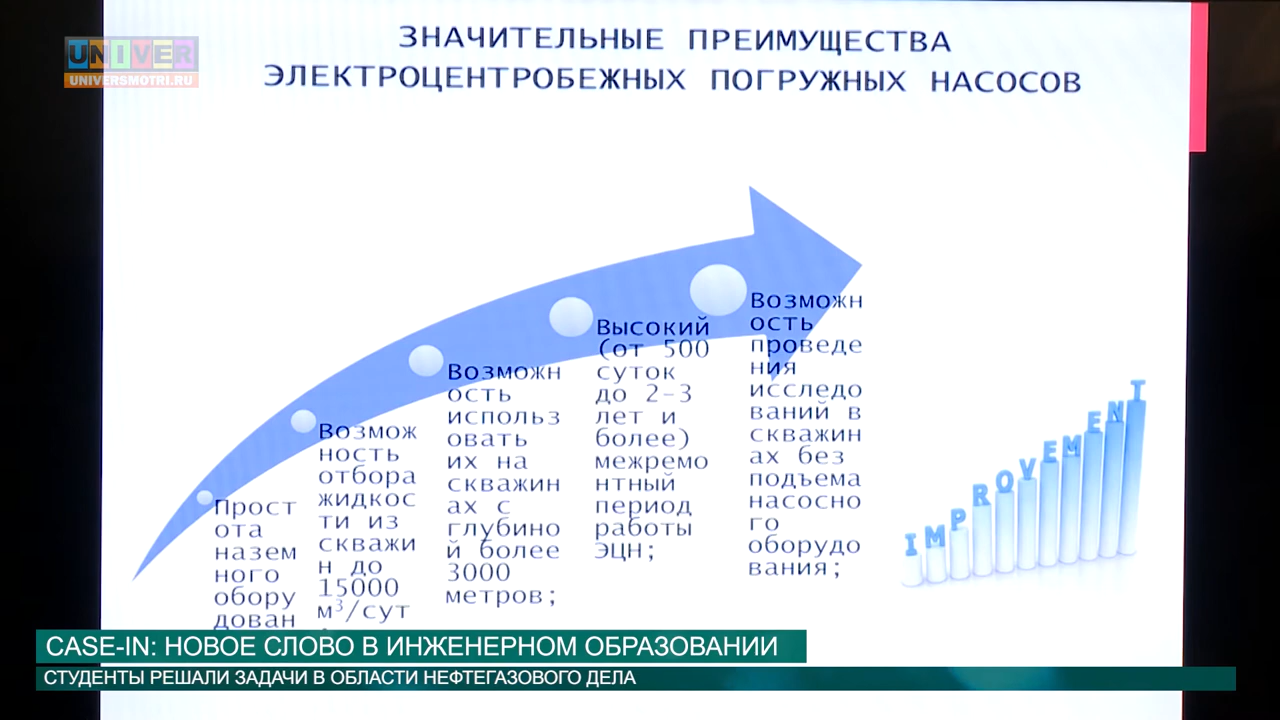 UNIVER
UNIVERSMOTRI.RU
ЗНАЧИТЕЛЬНЫЕ ПРЕИМУЩЕСТВА
ЭЛЕКТРОЦЕНТРОБЕЖНЫХ ПОГРУЖНЫХ НАСОСОВ
Прост
ота
назем
ного
обору
дован
Возмож
ность
отбора
жидкос
ти из
скважи
н до
15000
м³/сут
Возможн
ость
использ
овать
их на
скважин
ах с
глубино
й более
3000
метров;
Высокий
(от 500
суток
до 2-3
лет и
более)
межремо
нтный
период
работы
ЭЦН;
Возможн
ость
проведе
ния
исследо
ваний в
скважин
ах без
подъема
насосно
го
оборудо
вания;
IMPROVEMENT
CASE-IN: НОВОЕ СЛОВО В ИНЖЕНЕРНОМ ОБРАЗОВАНИИ
СТУДЕНТЫ РЕШАЛИ ЗАДАЧИ В ОБЛАСТИ НЕФТЕГАЗОВОГО ДЕЛА